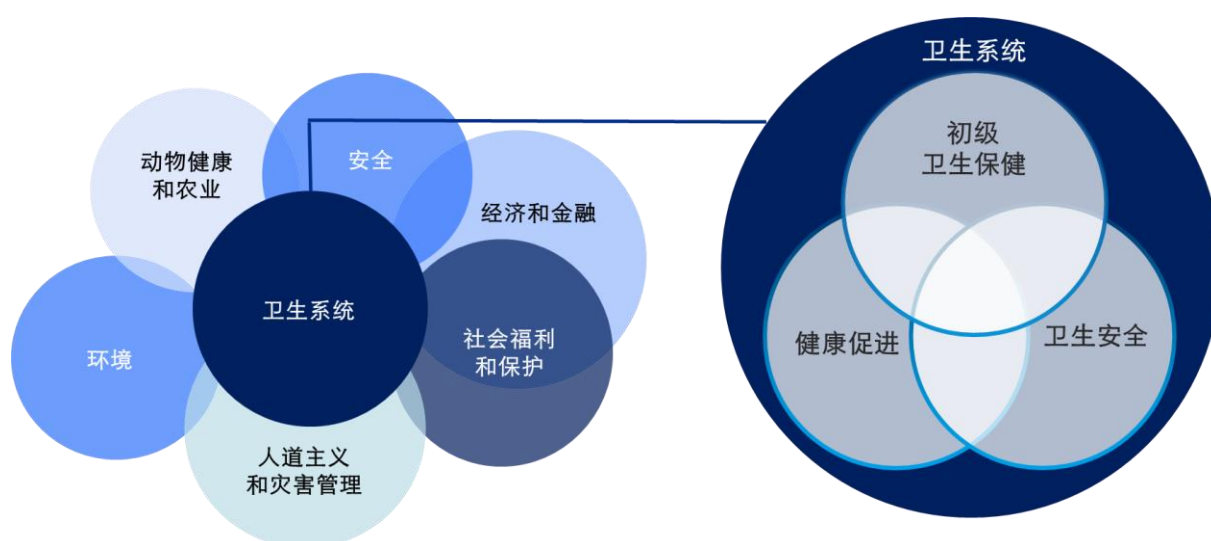 动物健康
和农业
安全
经济和金融
卫生系统
社会福利
和保护
环境
人道主义
和灾害管理
卫生系统
初级
卫生保健
健康促进
卫生安全